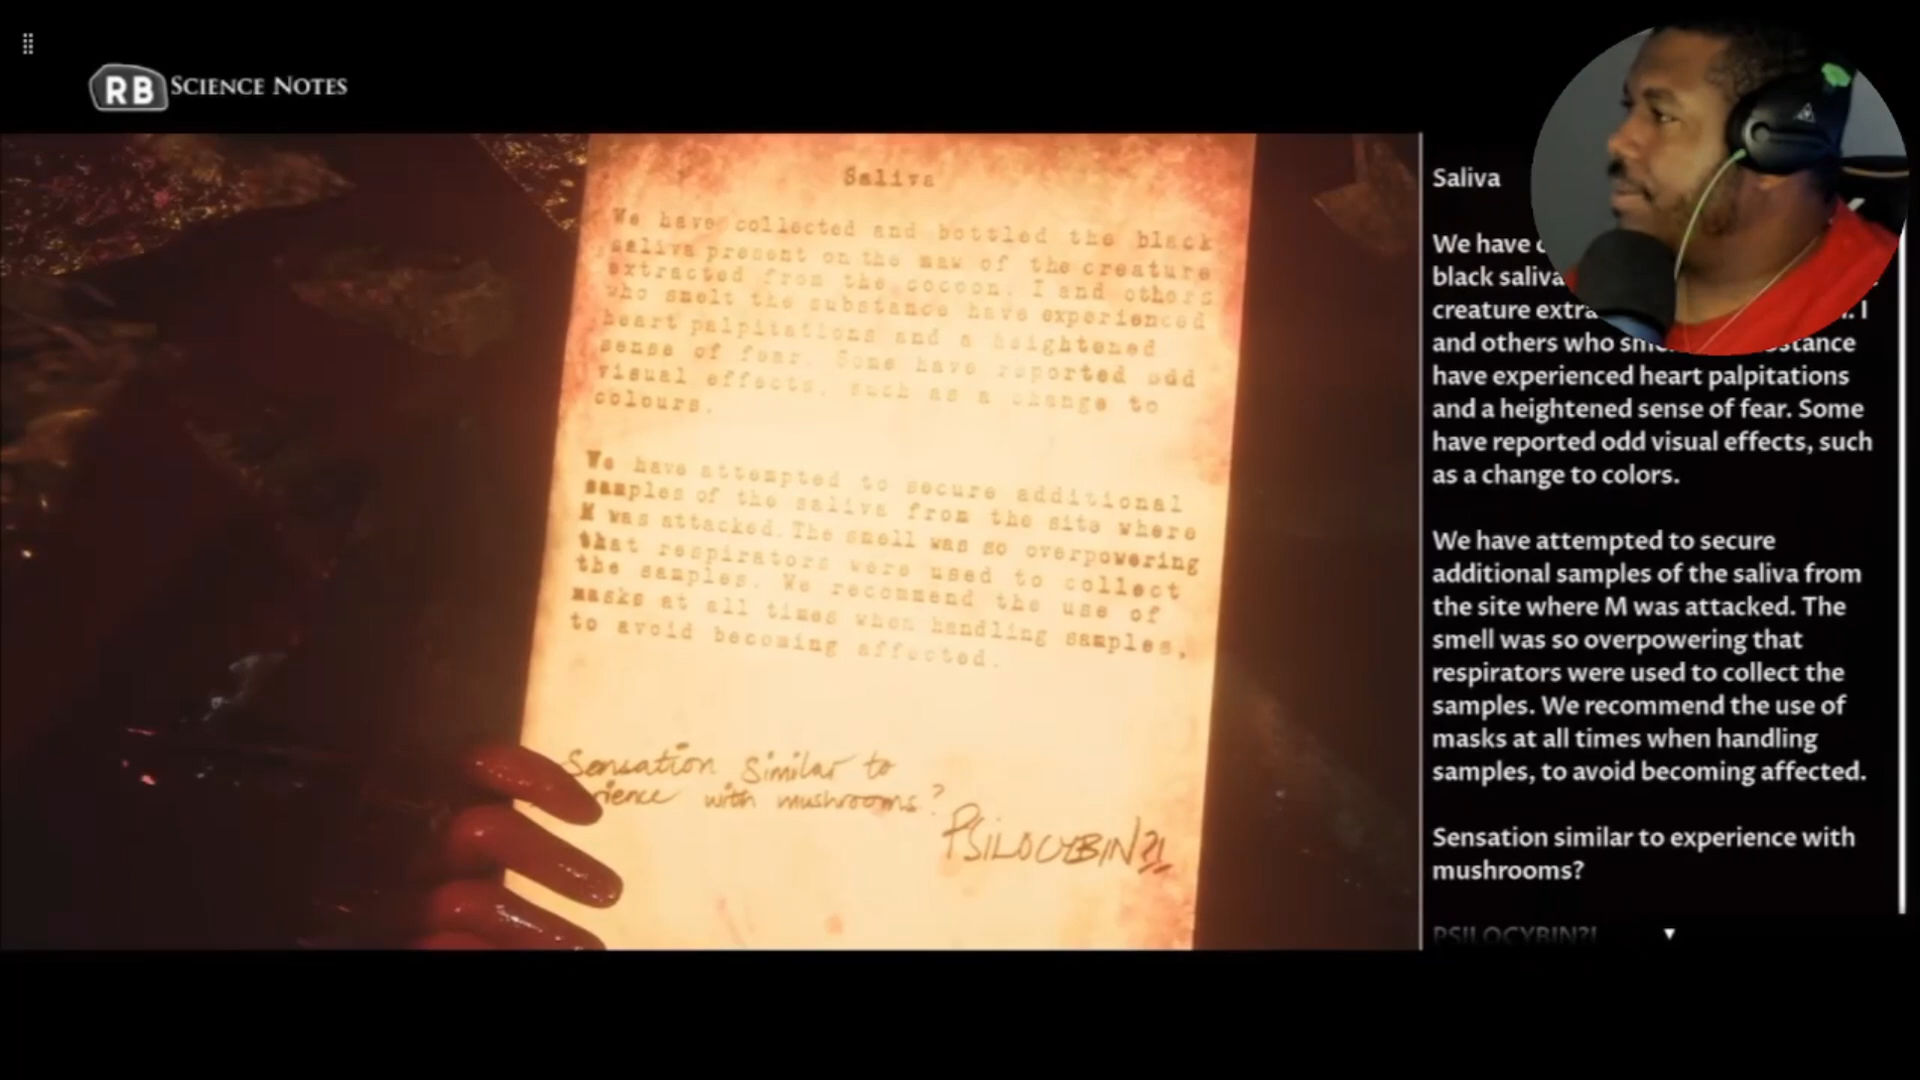 RB SCIENCE NOTES
Saliva
We have collected and bottled the black
saliva present on the maw of the creature
extracted from the cocoon. I and others
who smelt the substance have experienced
heart palpitations and a heightened
sense of fear. Some have reported odd
visual effects, such as a change to
colours.
We have attempted to secure additional
samples of the saliva from the site where
M was attacked. The smell was so overpowering
that respirators were used to collect
the samples. We recommend the use of
masks at all times when handling samples,
to avoid becoming affected.
Sensation similar to
rience with mushrooms?
PSILOCYBIN?!
Saliva
We have
black saliva
creature extra
. I
and others who
stance
have experienced heart palpitations
and a heightened sense of fear. Some
have reported odd visual effects, such
as a change to colors.
We have attempted to secure
additional samples of the saliva from
the site where M was attacked. The
smell was so overpowering that
respirators were used to collect the
samples. We recommend the use of
masks at all times when handling
samples, to avoid becoming affected.
Sensation similar to experience with
mushrooms?
PSILOCYBIN?!